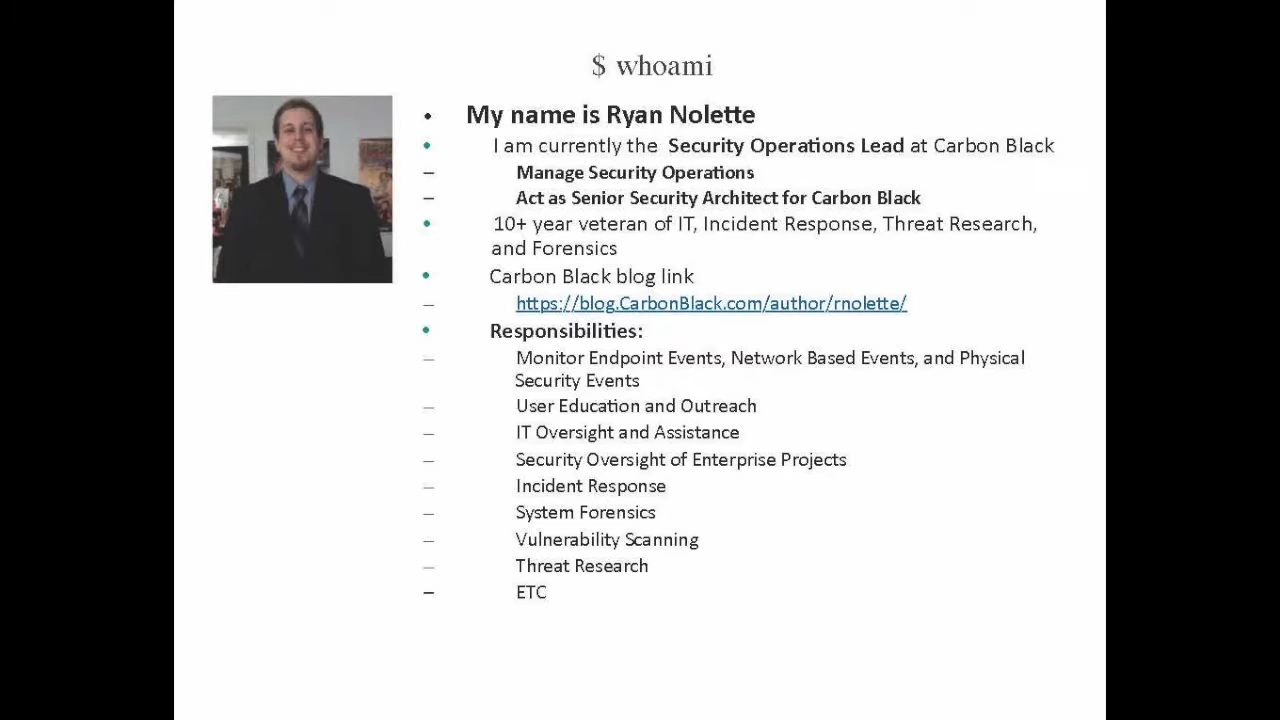 $ whoami
• My name is Ryan Nolette
• I am currently the Security Operations Lead at Carbon Black
– Manage Security Operations
– Act as Senior Security Architect for Carbon Black
• 10+ year veteran of IT, Incident Response, Threat Research,
and Forensics
• Carbon Black blog link
– https://blog.CarbonBlack.com/author/rnolette/
• Responsibilities:
– Monitor Endpoint Events, Network Based Events, and Physical
Security Events
– User Education and Outreach
– IT Oversight and Assistance
– Security Oversight of Enterprise Projects
– Incident Response
– System Forensics
– Vulnerability Scanning
– Threat Research
– ETC